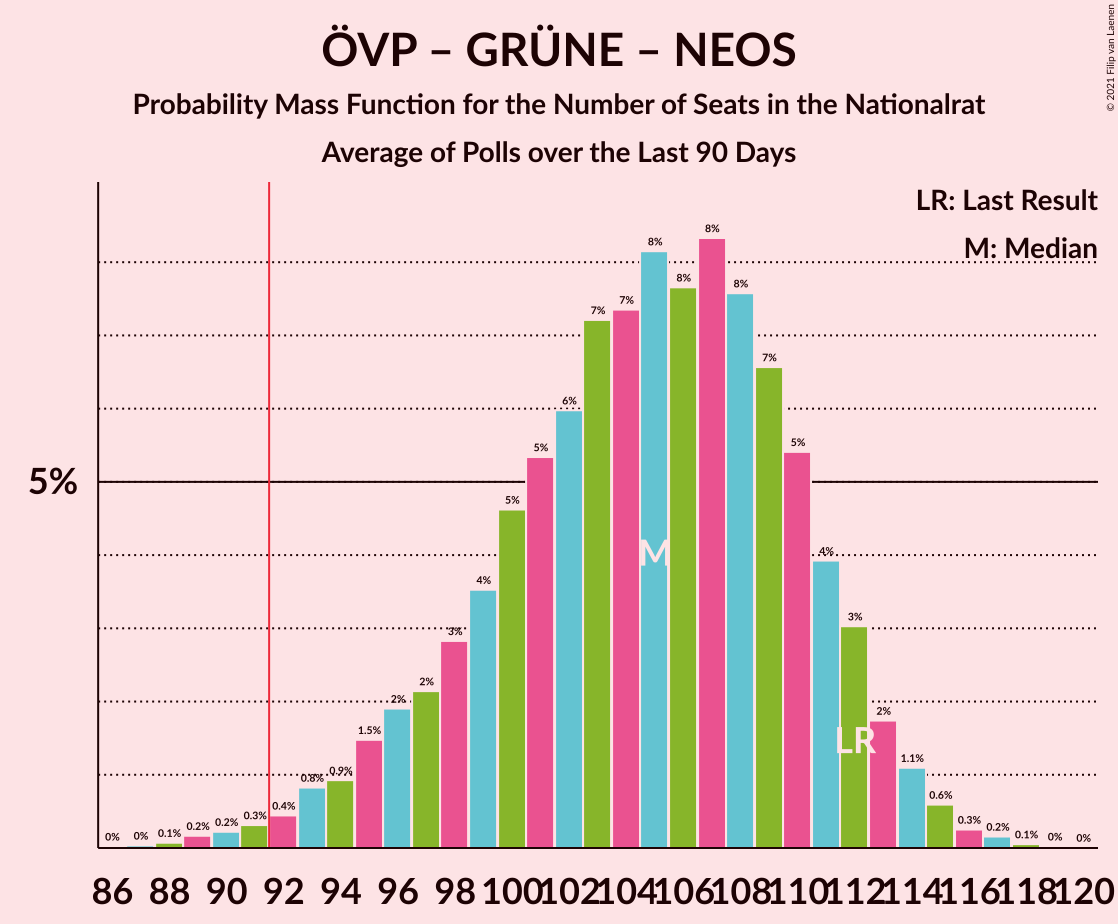 ÖVP – GRÜNE – NEOS
Probability Mass Function for the Number of Seats in the Nationalrat
Average of Polls over the Last 90 Days
© 2021 Filip van Laenen
LR: Last Result
M: Median
5%
0% 0% 0.1% 0.2% 0.2% 0.3% 0.4% 0.8% 0.9% 1.5% 2% 2% 3% 4% 5% 5% 6% 7% 7% 8% 8% 8% 8% 7% 5% 4% 3% 2% 1.1% 0.6% 0.3% 0.2% 0.1% 0% 0%
M
LR
86 88 90 92 94 96 98 100 102 104 106 108 110 112 114 116 118 120